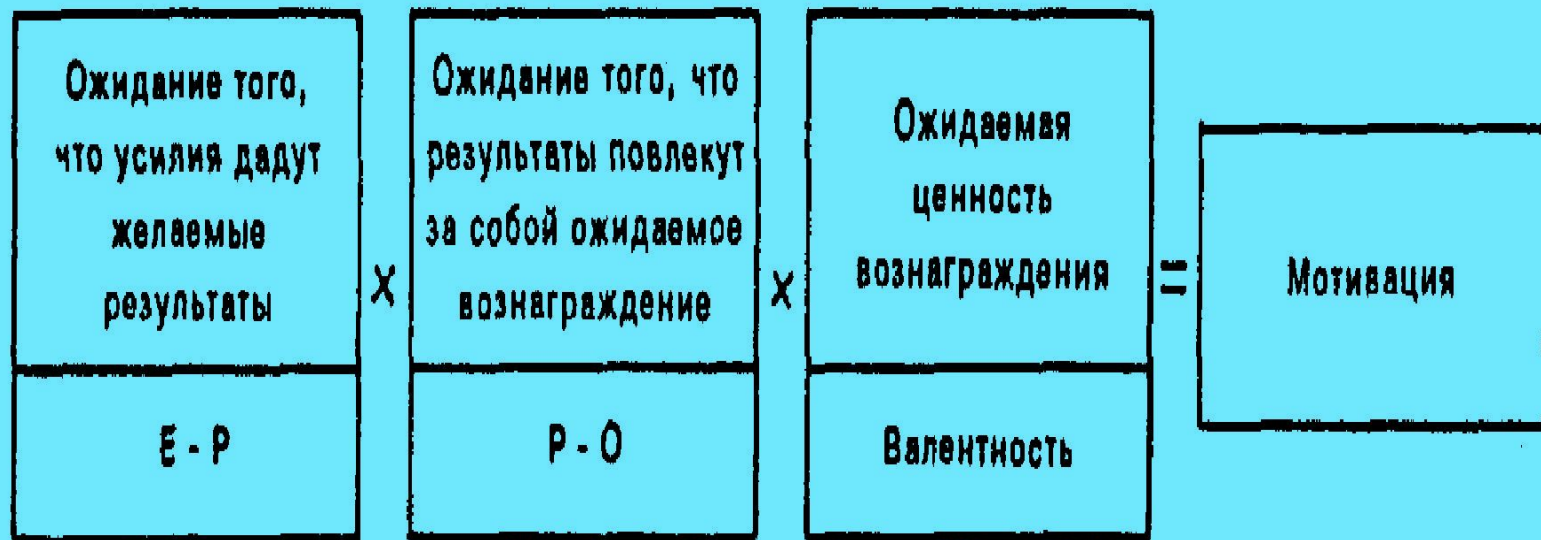 Ожидание того,
что усилия дадут
желаемые
результаты
E - P
x
Ожидание того, что
результаты повлекут
за собой ожидаемое
вознаграждение
P - O
x
Ожидаемая
ценность
вознаграждения
Валентность
=
Мотивация